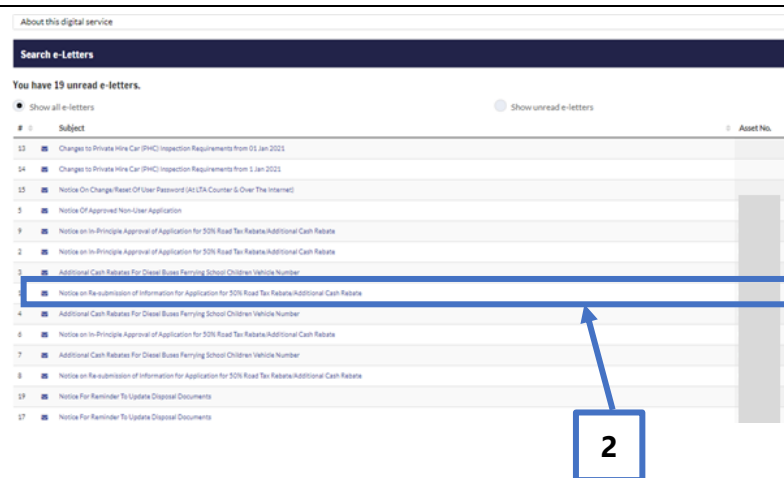 About this digital service
Search e-Letters
You have 19 unread e-letters.
Show all e-letters Show unread e-letters
# Subject Asset No.
13 Changes to Private Hire Car (PHC) Inspection Requirements from 01 Jan 2021
14 Changes to Private Hire Car (PHC) Inspection Requirements from 1 Jan 2021
15 Notice On Change/Reset Of User Password (At LTA Counter & Over The Internet)
5 Notice Of Approved Non-User Application
9 Notice on In-Principle Approval of Application for 50% Road Tax Rebate/Additional Cash Rebate
2 Notice on In-Principle Approval of Application for 50% Road Tax Rebate/Additional Cash Rebate
3 Additional Cash Rebates For Diesel Buses Ferrying School Children Vehicle Number
Notice on Re-submission of Information for Application for 50% Road Tax Rebate/Additional Cash Rebate
4 Additional Cash Rebates For Diesel Buses Ferrying School Children Vehicle Number
6 Notice on In-Principle Approval of Application for 50% Road Tax Rebate/Additional Cash Rebate
7 Additional Cash Rebates For Diesel Buses Ferrying School Children Vehicle Number
8 Notice on Re-submission of Information for Application for 50% Road Tax Rebate/Additional Cash Rebate
19 Notice For Reminder To Update Disposal Documents
17 Notice For Reminder To Update Disposal Documents
2